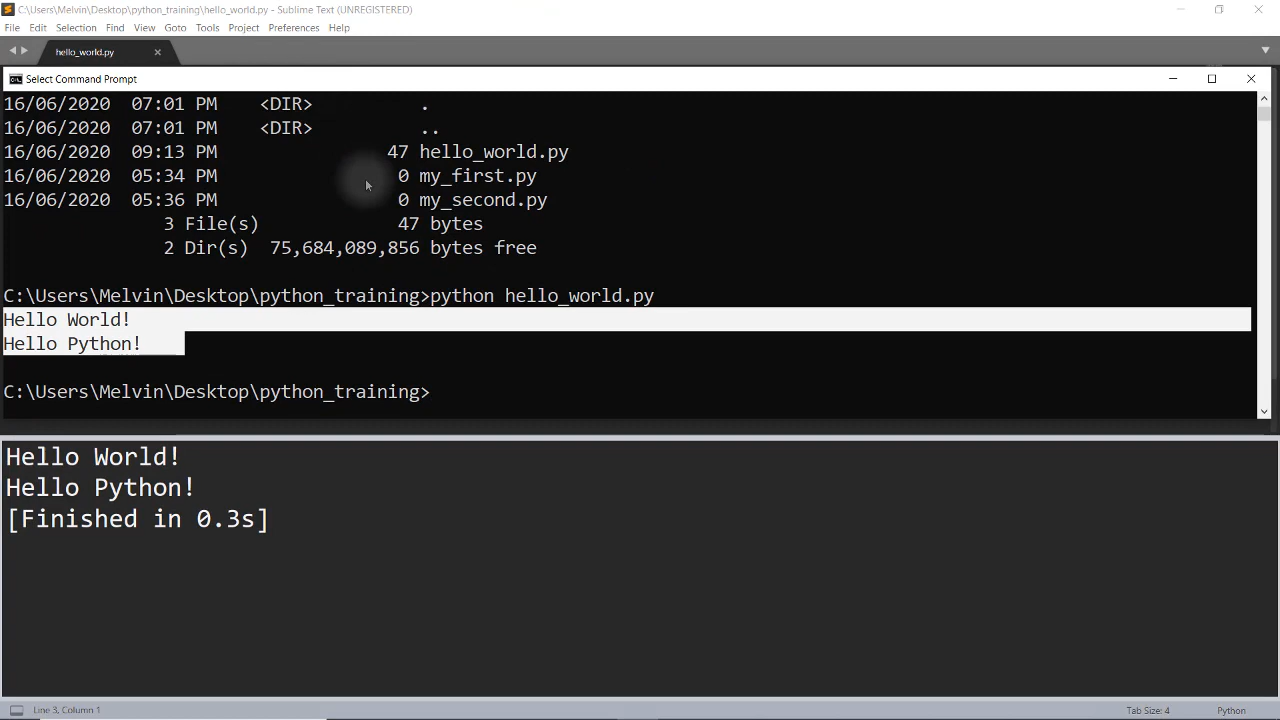 C:\Users\Melvin\Desktop\python_training\hello_world.py - Sublime Text (UNREGISTERED)
File Edit Selection Find View Goto Tools Project Preferences Help
hello_world.py
Select Command Prompt
16/06/2020 07:01 PM <DIR> .
16/06/2020 07:01 PM <DIR> ..
16/06/2020 09:13 PM 47 hello_world.py
16/06/2020 05:34 PM 0 my_first.py
16/06/2020 05:36 PM 0 my_second.py
3 File(s) 47 bytes
2 Dir(s) 75,684,089,856 bytes free
C:\Users\Melvin\Desktop\python_training>python hello_world.py
Hello World!
Hello Python!
C:\Users\Melvin\Desktop\python_training>
Hello World!
Hello Python!
[Finished in 0.3s]
Line 3, Column 1 Tab Size: 4 Python